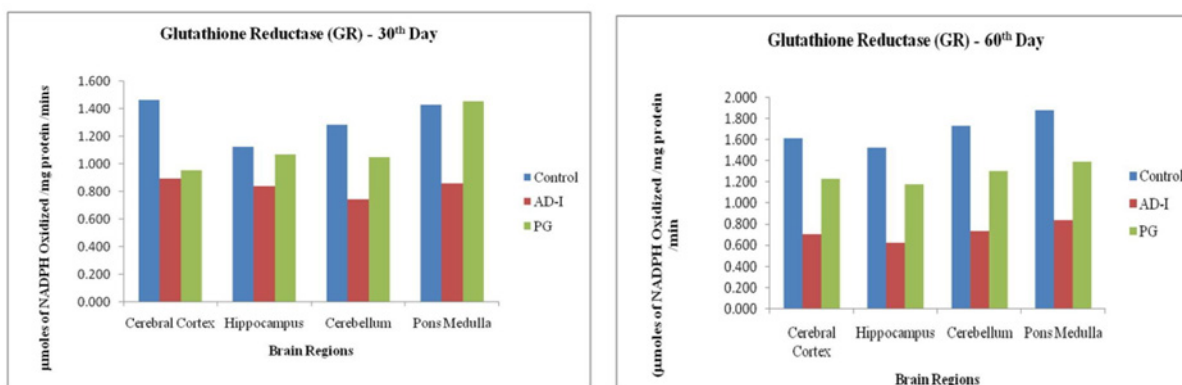 Glutathione Reductase (GR) - 30th Day
µmoles of NADPH Oxidized /mg protein /mins
1.600
1.400
1.200
1.000
0.800
0.600
0.400
0.200
0.000
Cerebral Cortex Hippocampus Cerebellum Pons Medulla
Brain Regions
Control
AD-I
PG
Glutathione Reductase (GR) - 60th Day
(µmoles of NADPH Oxidized /mg protein
/min
2.000
1.800
1.600
1.400
1.200
1.000
0.800
0.600
0.400
0.200
0.000
Cerebral Hippocampus Cerebellum Pons Medulla
Cortex
Brain Regions
Control
AD-I
PG